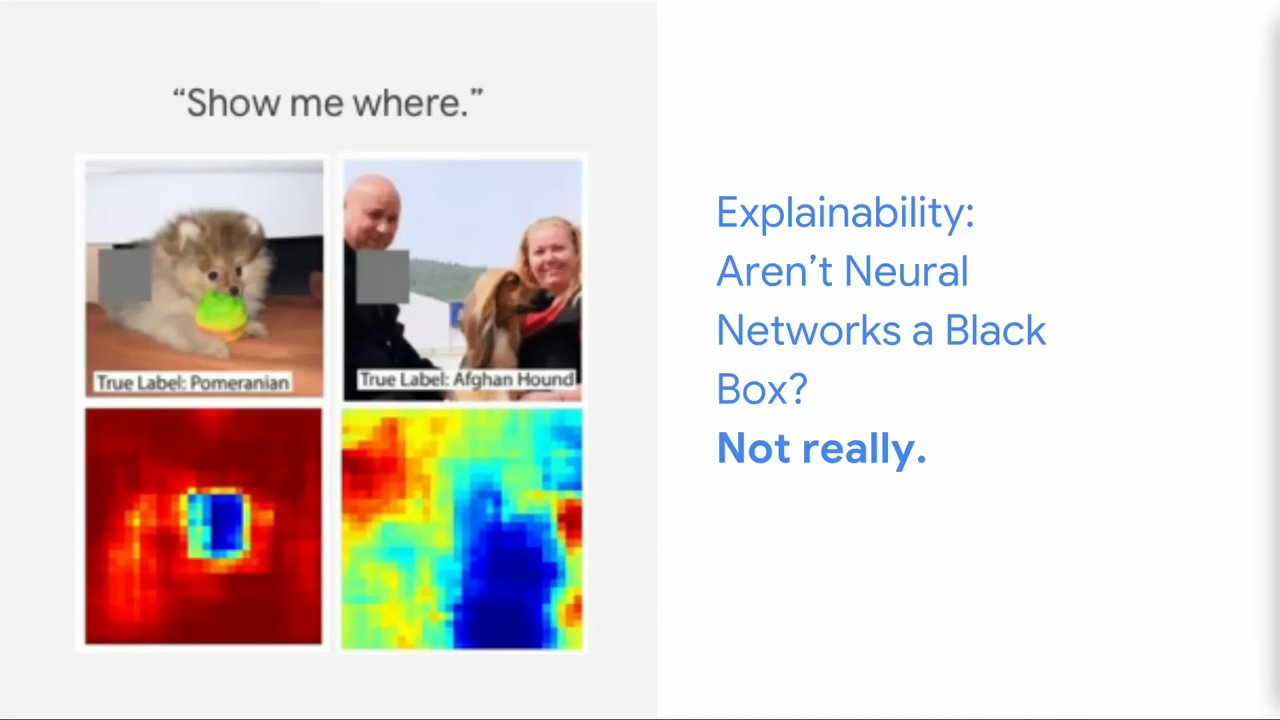 “Show me where.”
True Label: Pomeranian
True Label: Afghan Hound
Explainability:
Aren’t Neural
Networks a Black
Box?
Not really.